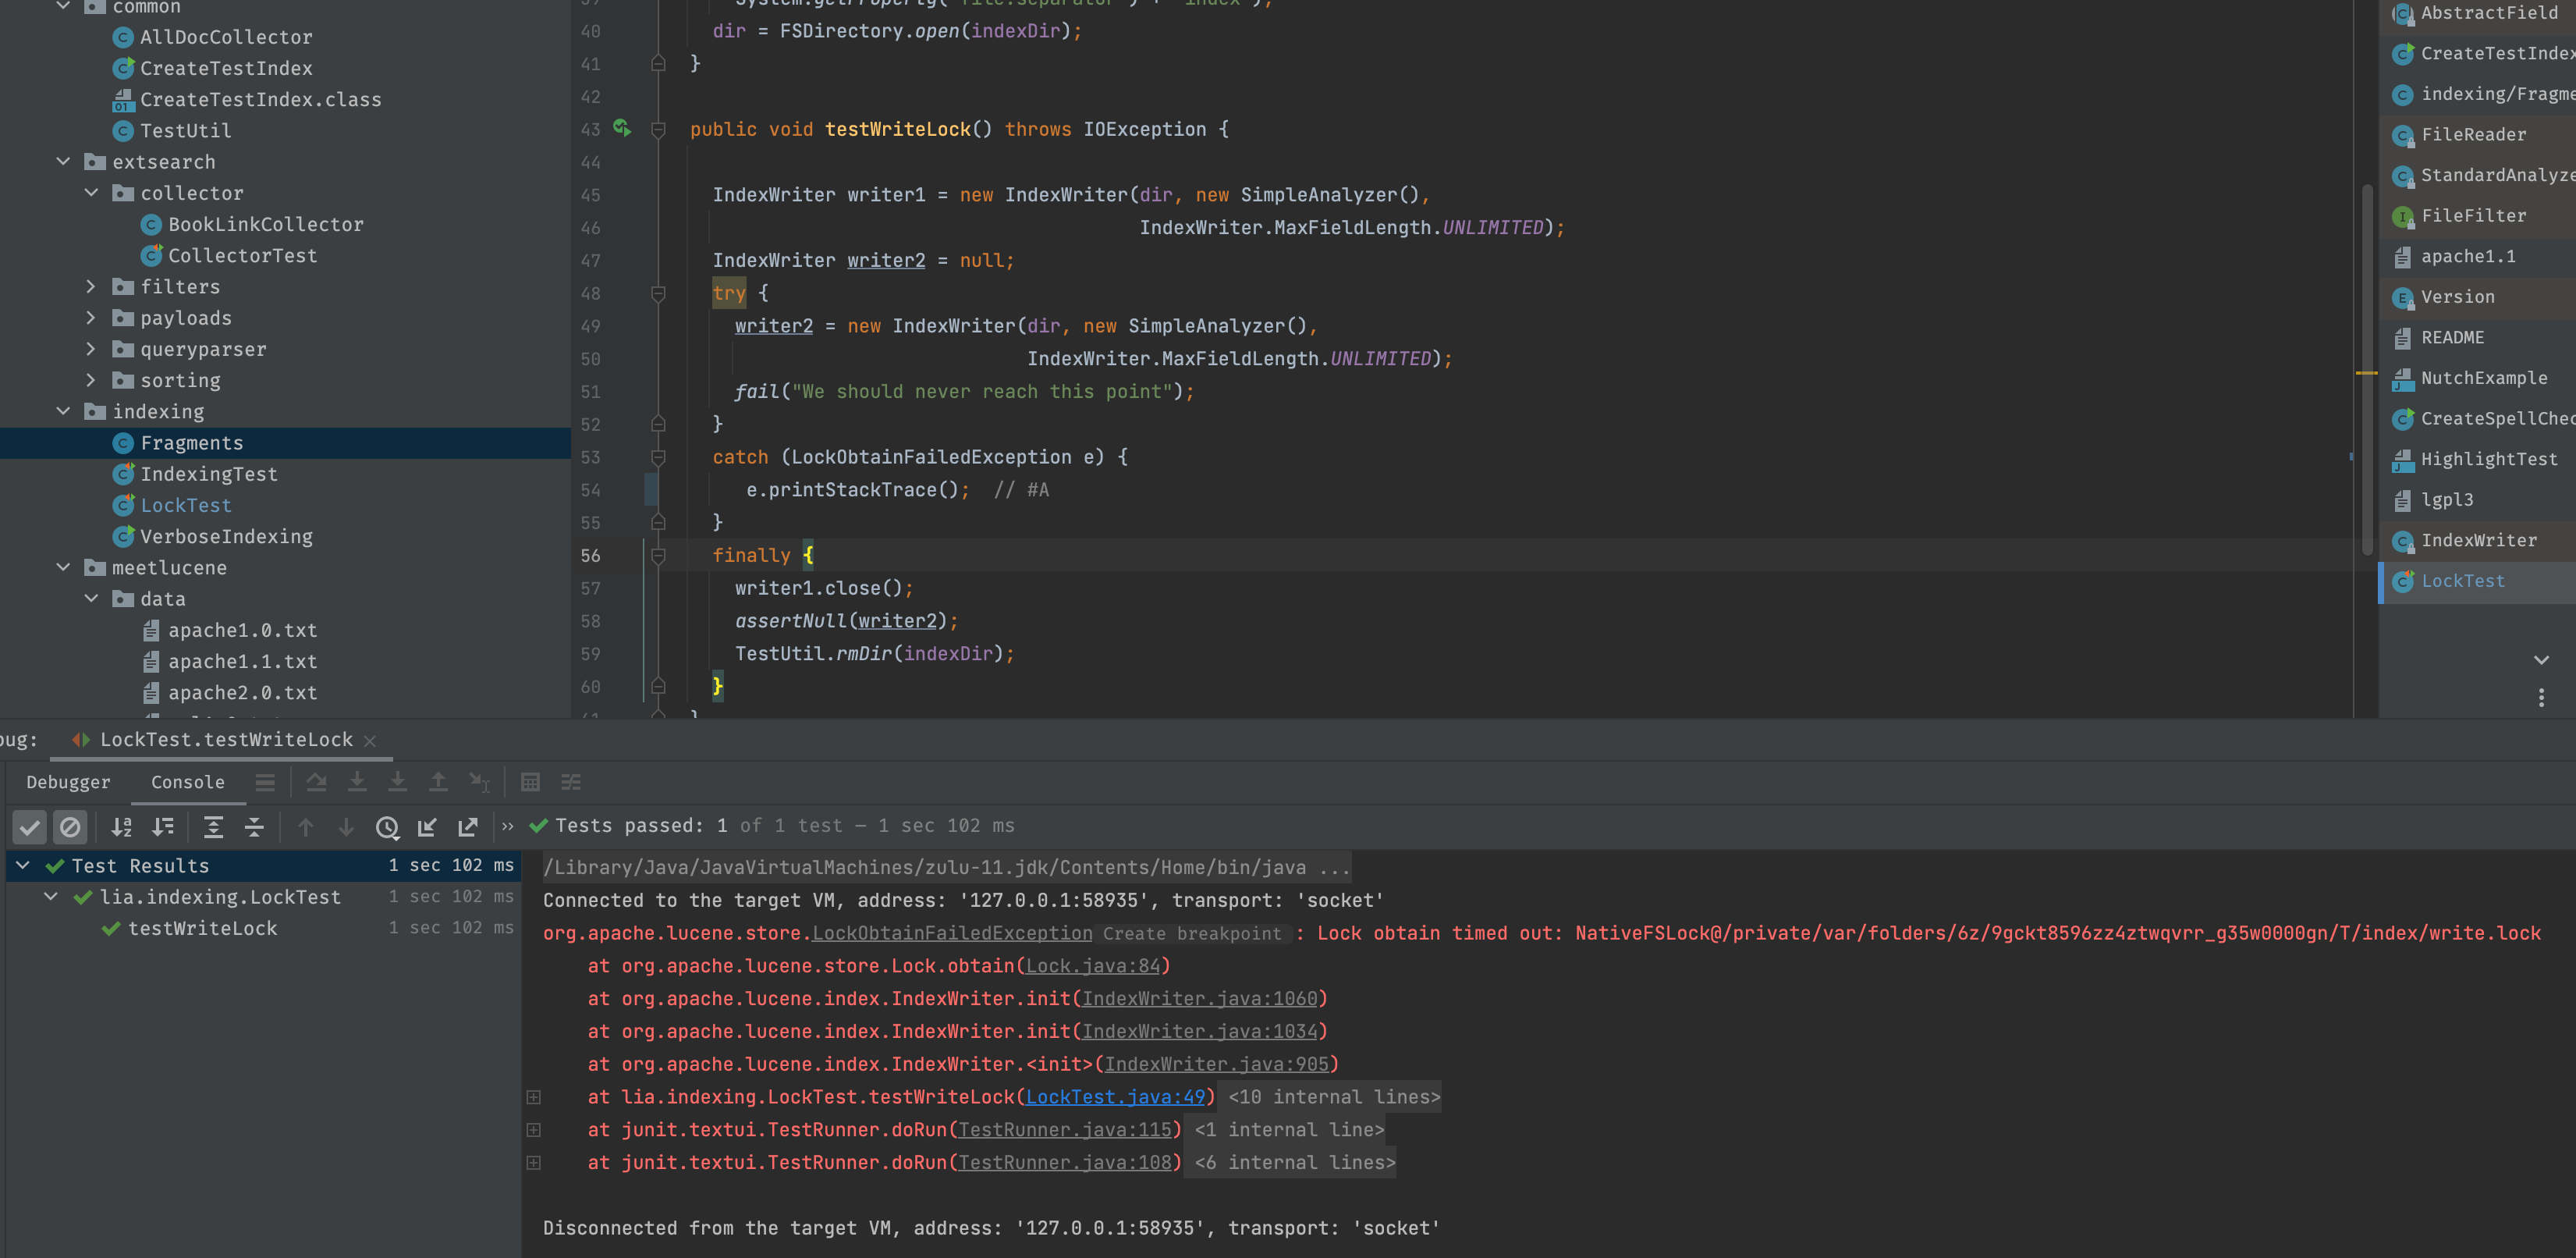 common
AllDocCollector
CreateTestIndex
CreateTestIndex.class
TestUtil
extsearch
collector
BookLinkCollector
CollectorTest
filters
payloads
queryparser
sorting
indexing
Fragments
IndexingTest
LockTest
VerboseIndexing
meetlucene
data
apache1.0.txt
apache1.1.txt
apache2.0.txt
40 dir = FSDirectory.open(indexDir);
41 }
42
43 public void testWriteLock() throws IOException {
44
45 IndexWriter writer1 = new IndexWriter(dir, new SimpleAnalyzer(),
46 IndexWriter.MaxFieldLength.UNLIMITED);
47 IndexWriter writer2 = null;
48 try {
49 writer2 = new IndexWriter(dir, new SimpleAnalyzer(),
50 IndexWriter.MaxFieldLength.UNLIMITED);
51 fail("We should never reach this point");
52 }
53 catch (LockObtainFailedException e) {
54 e.printStackTrace(); // #A
55 }
56 finally {
57 writer1.close();
58 assertNull(writer2);
59 TestUtil.rmDir(indexDir);
60 }
AbstractField
CreateTestIndex
indexing/Fragme
FileReader
StandardAnalyze
FileFilter
apache1.1
Version
README
NutchExample
CreateSpellChec
HighlightTest
lgpl3
IndexWriter
LockTest
LockTest.testWriteLock
Debugger Console
Tests passed: 1 of 1 test – 1 sec 102 ms
Test Results 1 sec 102 ms
lia.indexing.LockTest 1 sec 102 ms
testWriteLock 1 sec 102 ms
/Library/Java/JavaVirtualMachines/zulu-11.jdk/Contents/Home/bin/java ...
Connected to the target VM, address: '127.0.0.1:58935', transport: 'socket'
org.apache.lucene.store.LockObtainFailedException Create breakpoint : Lock obtain timed out: NativeFSLock@/private/var/folders/6z/9gckt8596zz4ztwqvrr_g35w0000gn/T/index/write.lock
at org.apache.lucene.store.Lock.obtain(Lock.java:84)
at org.apache.lucene.index.IndexWriter.init(IndexWriter.java:1060)
at org.apache.lucene.index.IndexWriter.init(IndexWriter.java:1034)
at org.apache.lucene.index.IndexWriter.<init>(IndexWriter.java:905)
at lia.indexing.LockTest.testWriteLock(LockTest.java:49) <10 internal lines>
at junit.textui.TestRunner.doRun(TestRunner.java:115) <1 internal line>
at junit.textui.TestRunner.doRun(TestRunner.java:108) <6 internal lines>
Disconnected from the target VM, address: '127.0.0.1:58935', transport: 'socket'